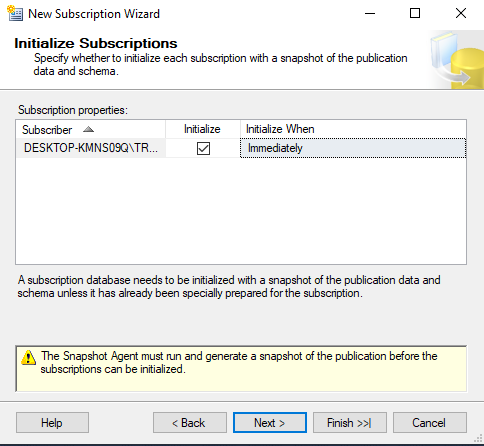 New Subscription Wizard
Initialize Subscriptions
Specify whether to initialize each subscription with a snapshot of the publication
data and schema.
Subscription properties:
Subscriber Initialize Initialize When
DESKTOP-KMNS09Q\TR... Immediately
A subscription database needs to be initialized with a snapshot of the publication data and
schema unless it has already been specially prepared for the subscription.
The Snapshot Agent must run and generate a snapshot of the publication before the
subscriptions can be initialized.
Help < Back Next > Finish >>| Cancel